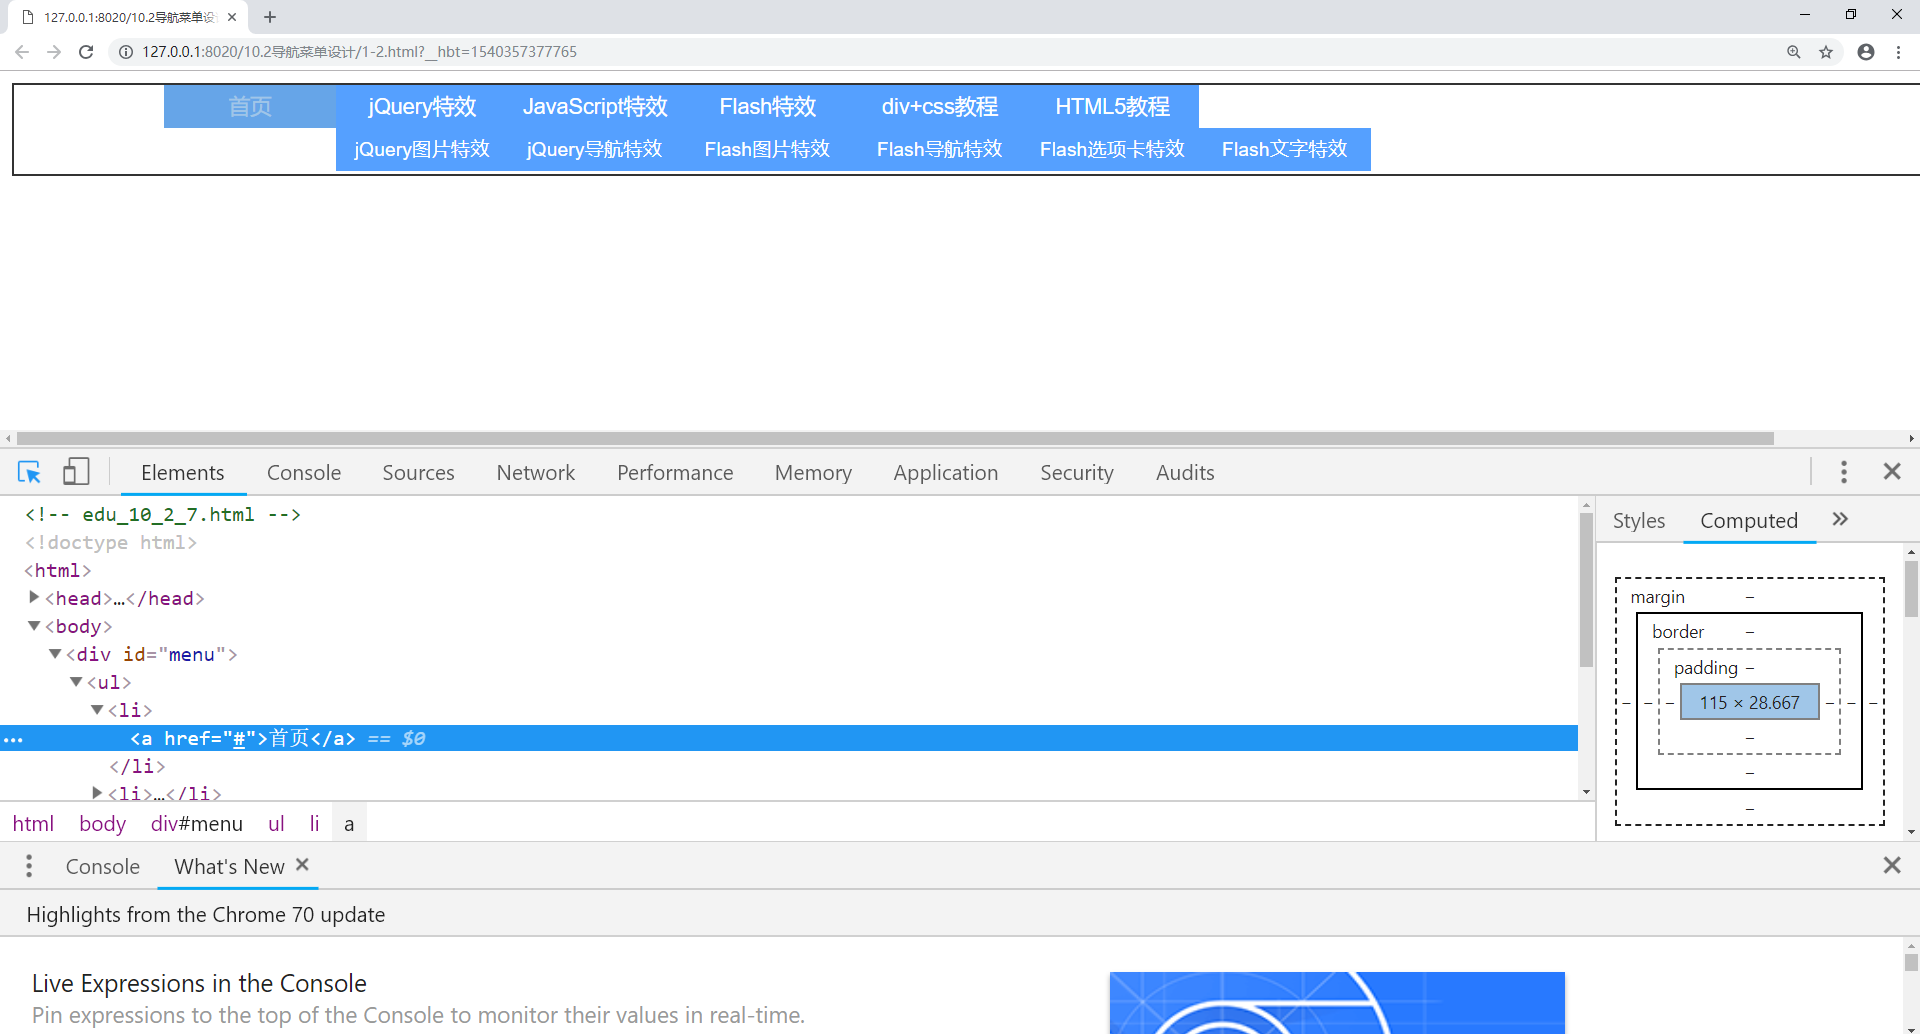 127.0.0.1:8020/10.2导航菜单设
127.0.0.1:8020/10.2导航菜单设计/1-2.html?__hbt=1540357377765
首页 jQuery特效 JavaScript特效 Flash特效 div+css教程 HTML5教程
jQuery图片特效 jQuery导航特效 Flash图片特效 Flash导航特效 Flash选项卡特效 Flash文字特效
Elements Console Sources Network Performance Memory Application Security Audits
<!-- edu_10_2_7.html -->
<!doctype html>
<html>
<head>…</head>
<body>
<div id="menu">
<ul>
<li>
<a href="#">首页</a> == $0
</li>
<li>…</li>
html body div#menu ul li a
Styles Computed
margin –
border –
padding –
– – – 115 × 28.667 – – –
–
–
–
Console What's New
Highlights from the Chrome 70 update
Live Expressions in the Console
Pin expressions to the top of the Console to monitor their values in real-time.